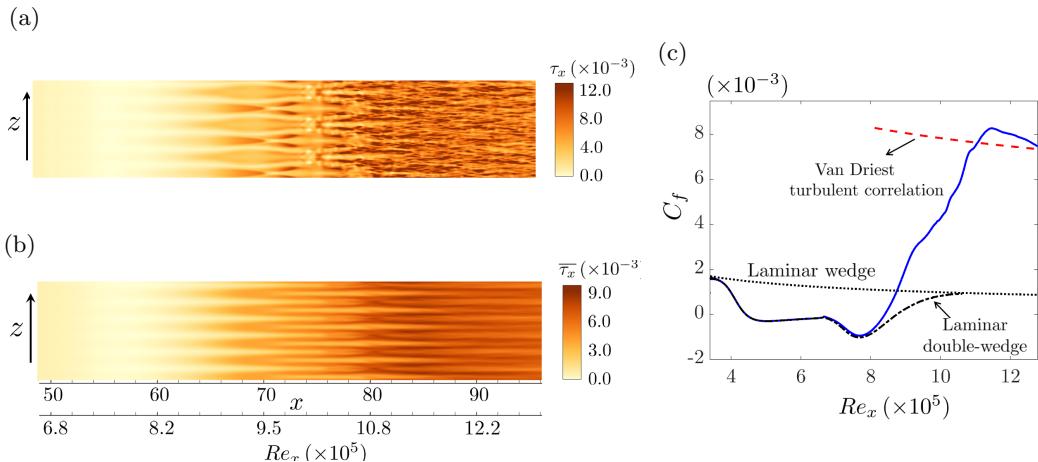 (a)
τₓ (×10⁻³)
12.0
8.0
4.0
0.0
z
(b)
τₓ̅ (×10⁻³
9.0
6.0
3.0
0.0
z
50 60 70 80 90
x
6.8 8.2 9.5 10.8 12.2
Reₓ (×10⁵)
(c)
(×10⁻³)
8
6
4
2
0
-2
C_f
Van Driest
turbulent correlation
Laminar wedge
Laminar
double-wedge
4 6 8 10 12
Reₓ (×10⁵)